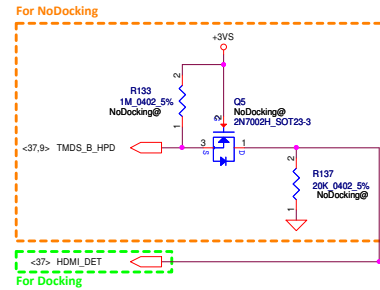 For NoDocking
+3VS
R133
1M_0402_5%
NoDocking@
2
1
Q5
NoDocking@
2N7002H_SOT23-3
G
2
<37,9> TMDS_B_HPD
3
S
D
1
2
1
R137
20K_0402_5%
NoDocking@
<37> HDMI_DET
For Docking